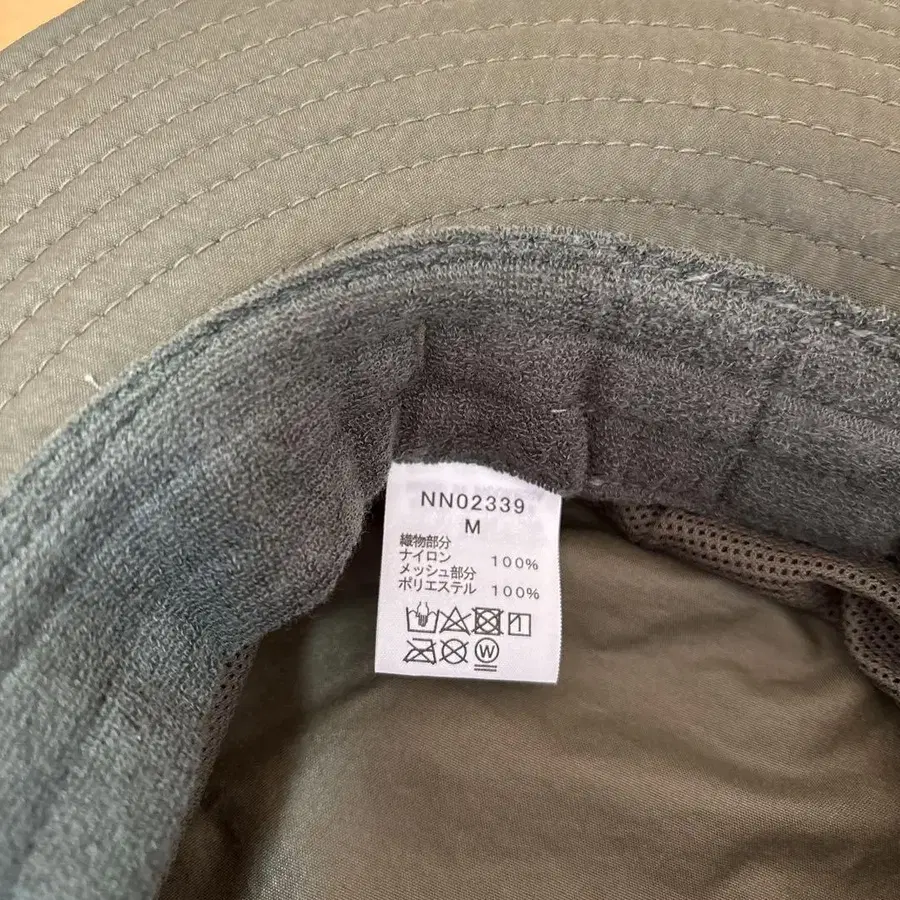 NN02339
M
織物部分
ナイロン 100%
メッシュ部分
ポリエステル 100%
W